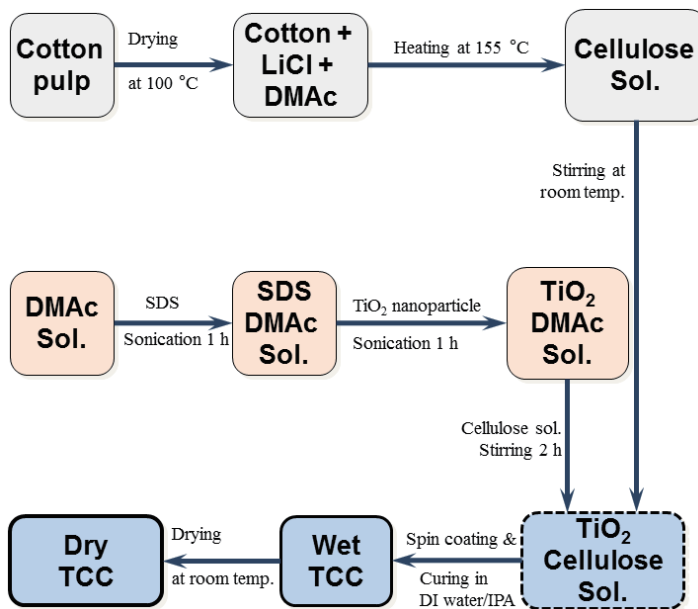 Cotton
pulp
Drying
at 100 °C
Cotton +
LiCl +
DMAc
Heating at 155 °C
Cellulose
Sol.
Stirring at
room temp.
DMAc
Sol.
SDS
Sonication 1 h
SDS
DMAc
Sol.
TiO₂ nanoparticle
Sonication 1 h
TiO₂
DMAc
Sol.
Cellulose sol.
Stirring 2 h
Dry
TCC
Drying
at room temp.
Wet
TCC
Spin coating &
Curing in
DI water/IPA
TiO₂
Cellulose
Sol.